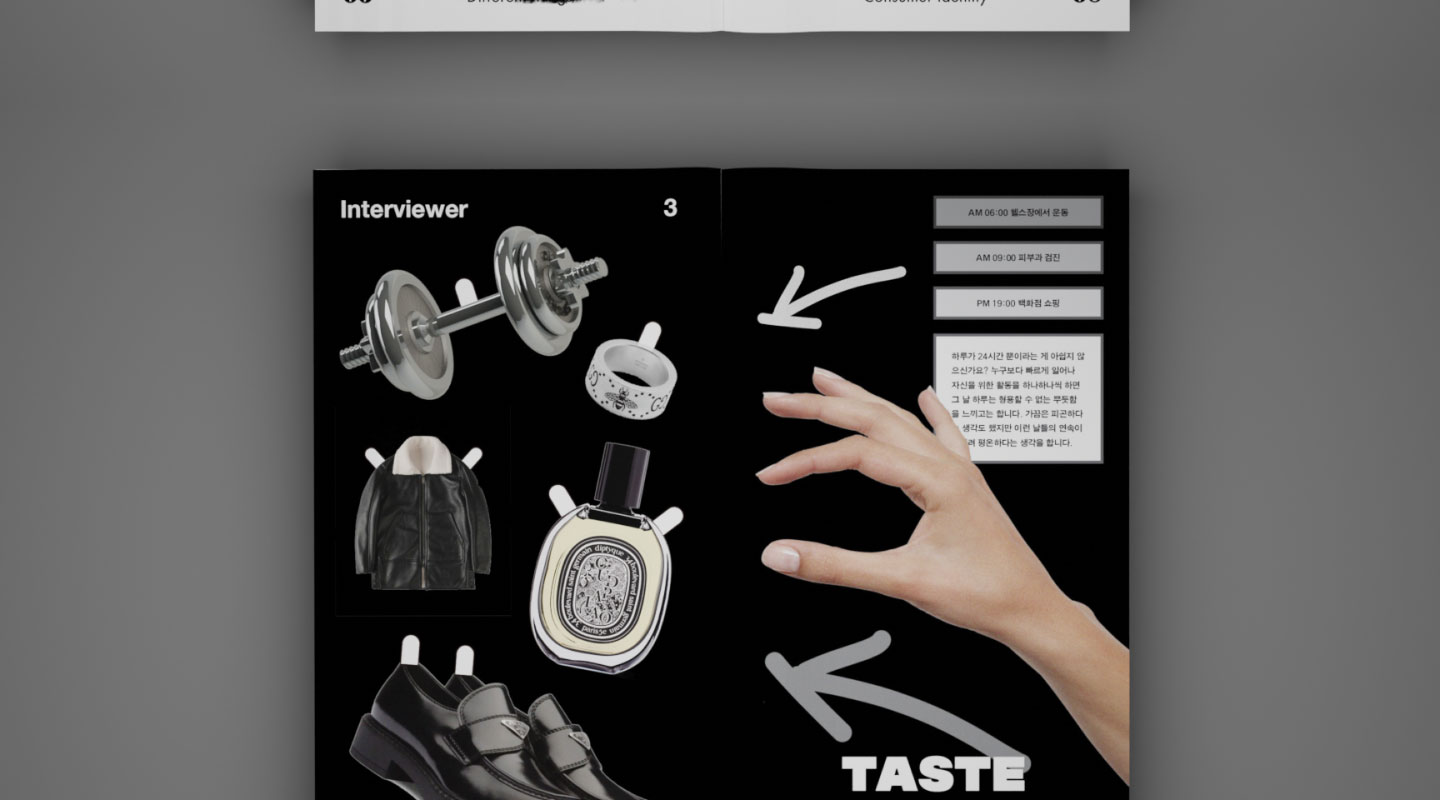 Consumer Identity
Interviewer
3
AM 06:00 헬스장에서 운동
AM 09:00 피부과 검진
PM 19:00 백화점 쇼핑
하루가 24시간 뿐이라는 게 아쉽지 않
으신가요? 누구보다 빠르게 일어나
자신을 위한 활동을 하나하나씩 하면
그 날 하루는 형용할 수 없는 뿌듯함
을 느끼고는 합니다. 가끔은 피곤하다
생각도 했지만 이런 날들의 연속이
려 평온하다는 생각을 합니다.
diptyque
paris
TASTE